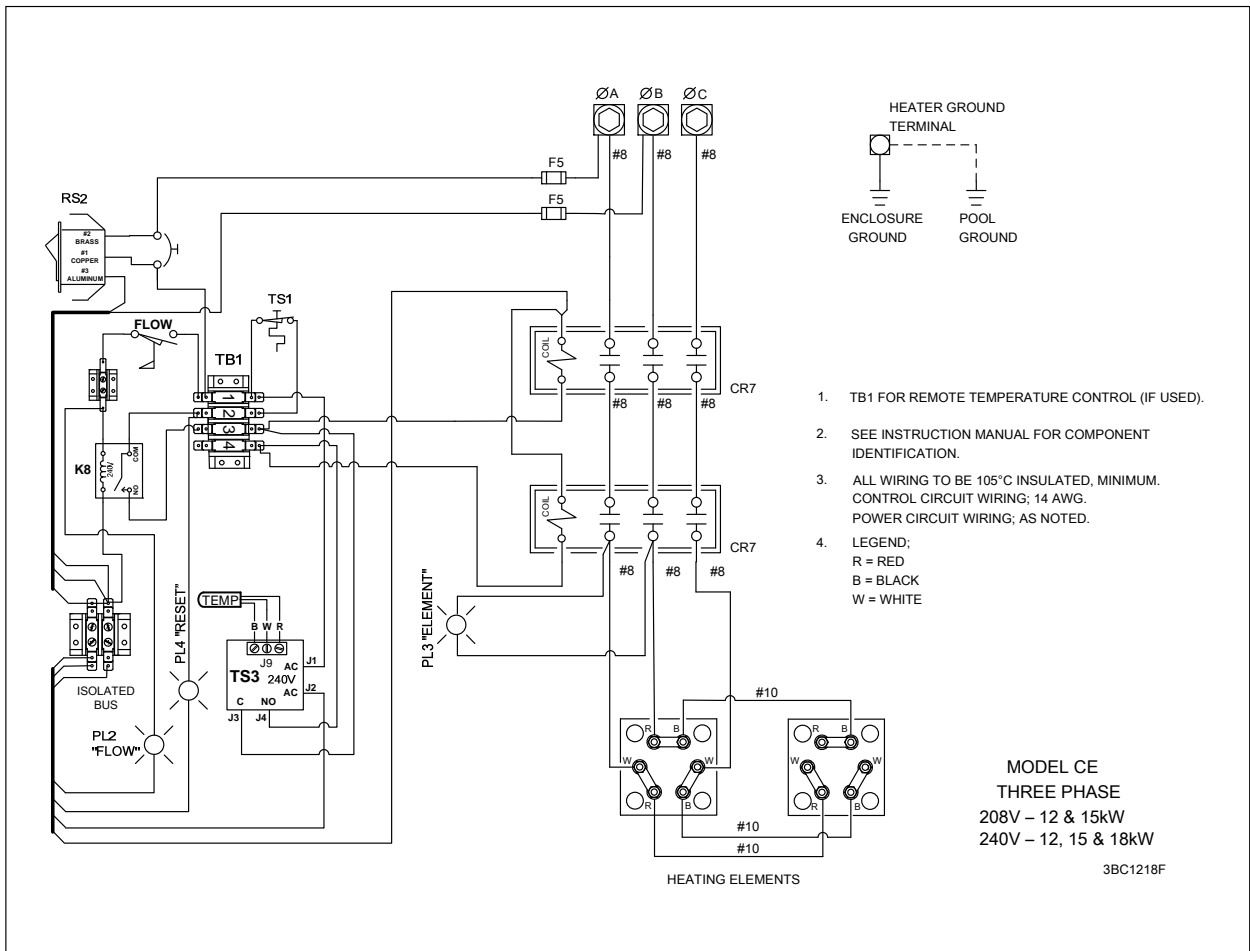 ØA
ØB
ØC
#8
#8
#8
HEATER GROUND
TERMINAL
ENCLOSURE
GROUND
POOL
GROUND
F5
F5
RS2
#2
BRASS
#1
COPPER
#3
ALUMINUM
FLOW
TS1
TB1
1
2
3
4
COIL
CR7
#8
#8
#8
K8
240V
COM
NO
COIL
CR7
#8
#8
#8
1. TB1 FOR REMOTE TEMPERATURE CONTROL (IF USED).
2. SEE INSTRUCTION MANUAL FOR COMPONENT
IDENTIFICATION.
3. ALL WIRING TO BE 105°C INSULATED, MINIMUM.
CONTROL CIRCUIT WIRING; 14 AWG.
POWER CIRCUIT WIRING; AS NOTED.
4. LEGEND;
R = RED
B = BLACK
W = WHITE
ISOLATED
BUS
PL2
"FLOW"
PL4 "RESET"
TEMP
B W R
J9
TS3
240V
AC
J1
AC
J2
C
NO
J3
J4
PL3 "ELEMENT"
#10
R
B
W
W
R
B
R
B
W
W
R
B
#10
#10
HEATING ELEMENTS
MODEL CE
THREE PHASE
208V – 12 & 15kW
240V – 12, 15 & 18kW
3BC1218F